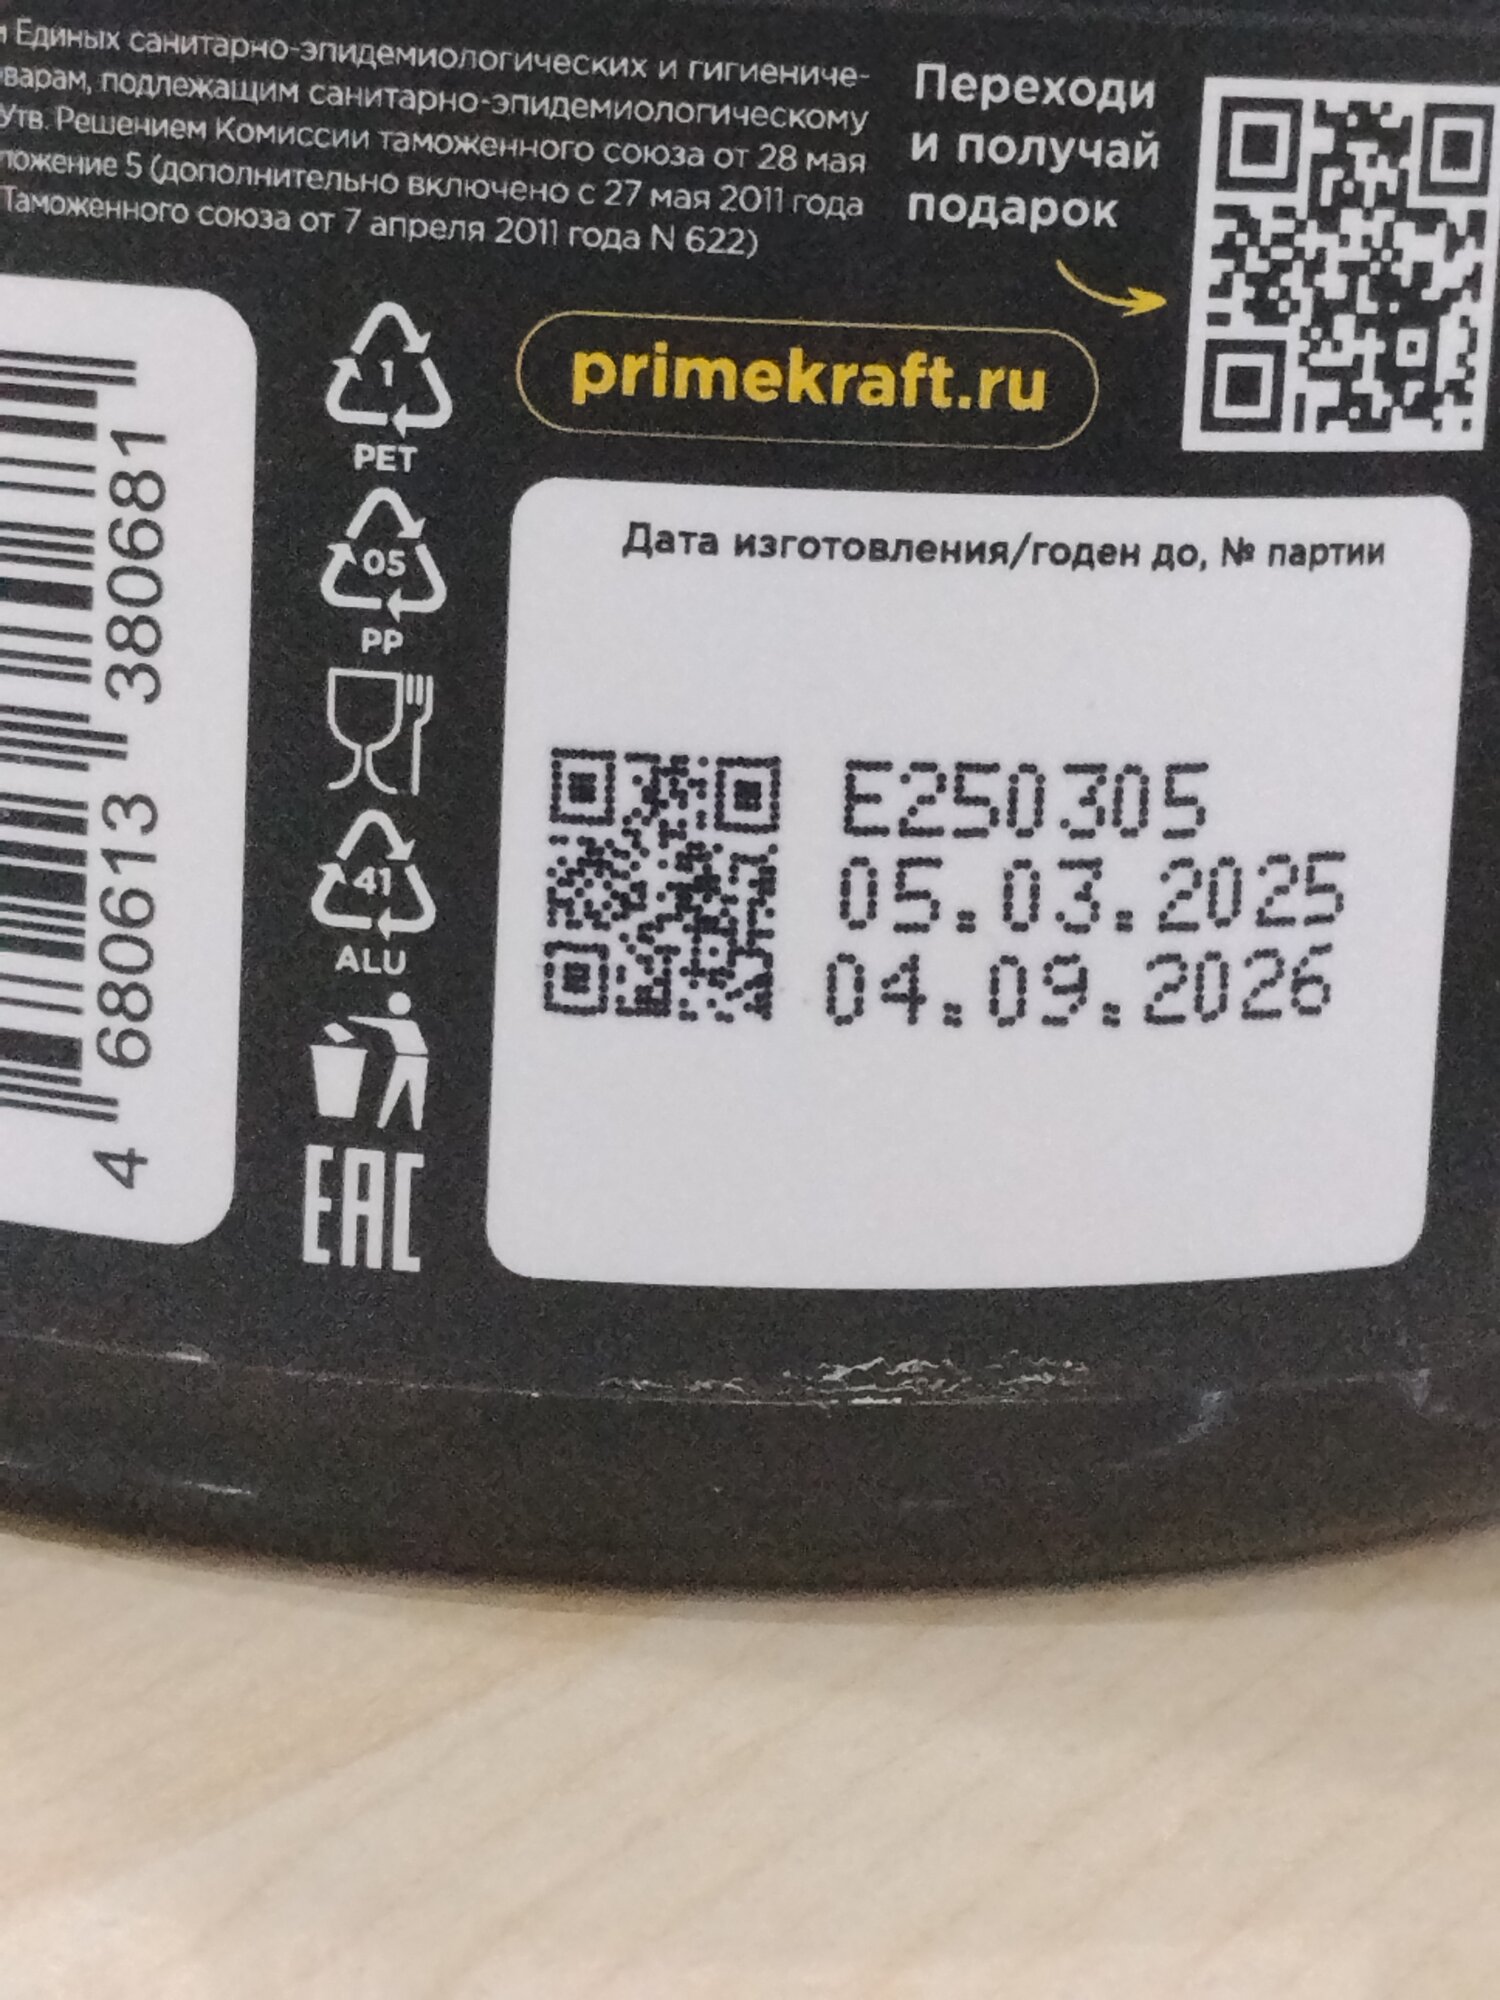 Единых санитарно-эпидемиологических и гигиениче-
варам, подлежащим санитарно-эпидемиологическому
Утв. Решением Комиссии таможенного союза от 28 мая
ложение 5 (дополнительно включено с 27 мая 2011 года
Таможенного союза от 7 апреля 2011 года N 622)
Переходи
и получай
подарок
primekraft.ru
1
PET
05
PP
41
ALU
EAC
4 680613 380681
Дата изготовления/годен до, № партии
E250305
05.03.2025
04.09.2026